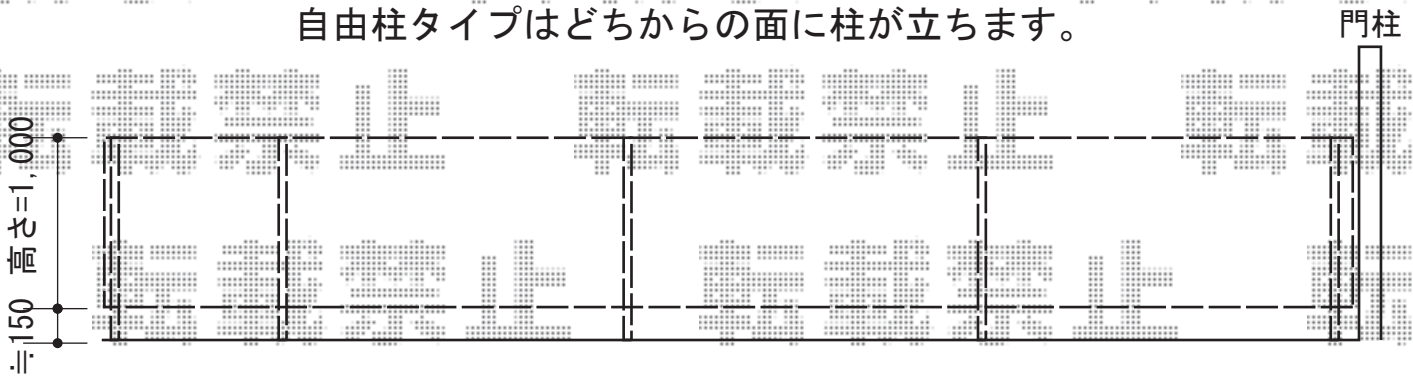 自由柱タイプはどちからの面に柱が立ちます。
門柱
高さ=1,000
≒150
転載禁止 転載禁止 転載
転載禁止 転載禁止 転